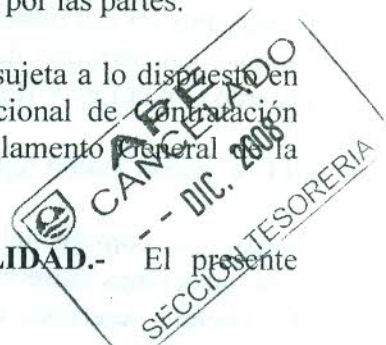 por las partes.
sujeta a lo dispuesto en
cional de Contratación
lamento General de la
LIDAD.- El presente
APE
CANCELADO
- - DIC. 2008
SECCION TESORERIA